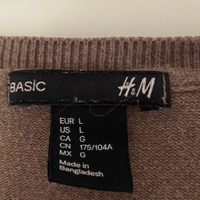 BASIC H&M
EUR L
US L
CA G
CN 175/104A
MX G
Made in
Bangladesh